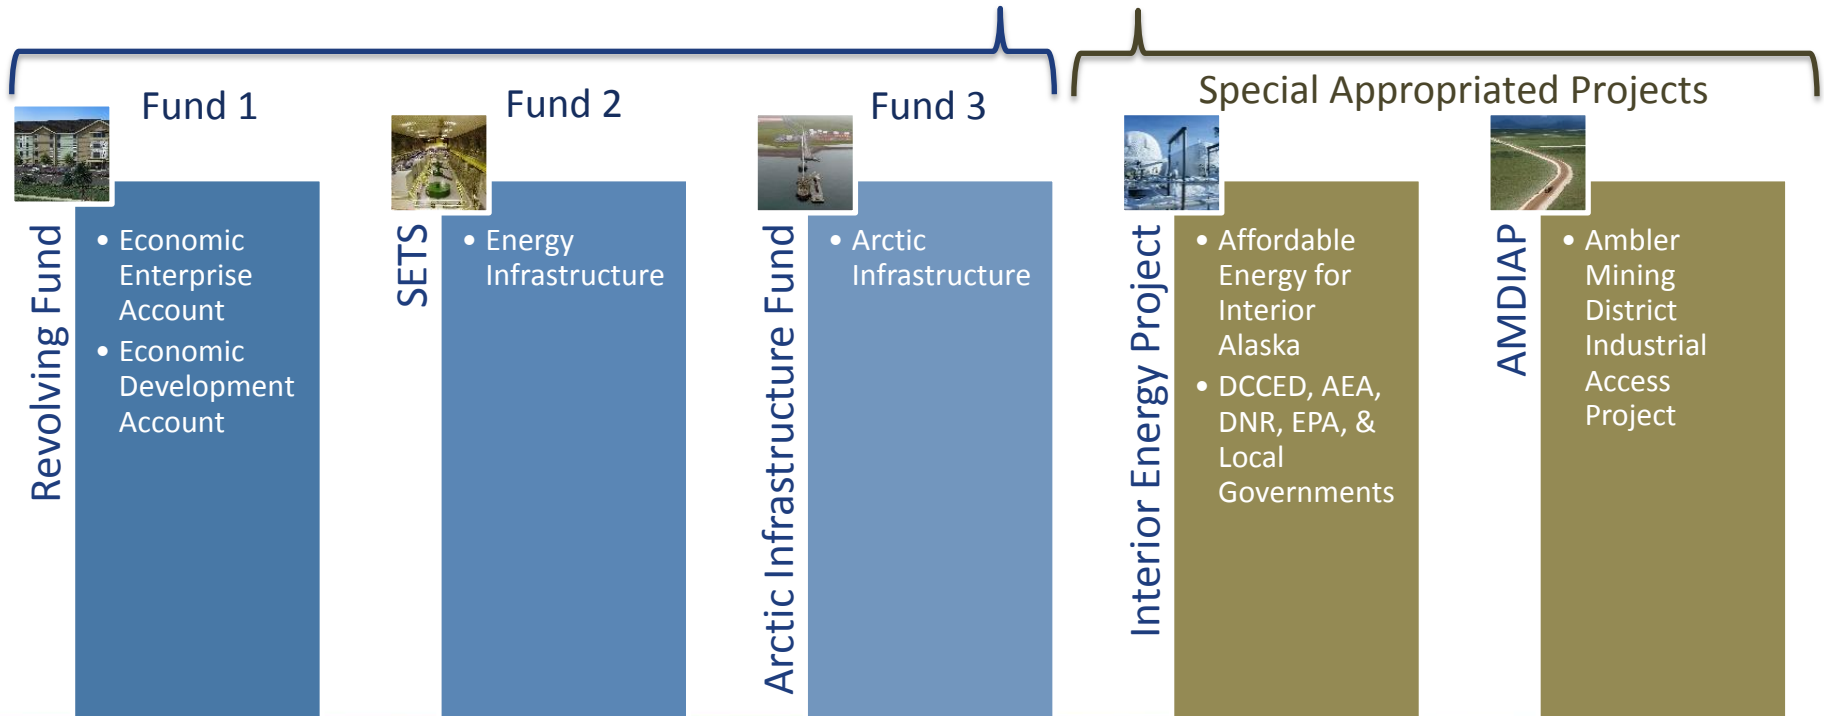 Fund 1
Revolving Fund
• Economic
Enterprise
Account
• Economic
Development
Account
Fund 2
SETS
• Energy
Infrastructure
Fund 3
Arctic Infrastructure Fund
• Arctic
Infrastructure
Special Appropriated Projects
Interior Energy Project
• Affordable
Energy for
Interior
Alaska
• DCCED, AEA,
DNR, EPA, &
Local
Governments
AMDIAP
• Ambler
Mining
District
Industrial
Access
Project